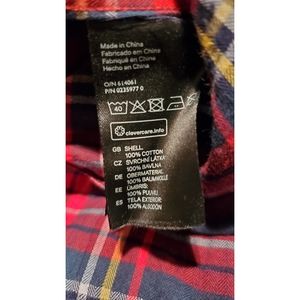 Made in China
Fabricado em China
Fabriqué en Chine
Hecho en China
O/N 614061
P/N 0235977 0
40
clevercare.info
GB SHELL
100% COTTON
CZ SVRCHNÍ LÁTKA
100% BAVLNA
DE OBERMATERIAL
100% BAUMWOLLE
EE ÜMBRIS:
100% PUUVILL
ES TELA EXTERIOR
100% ALGODÓN